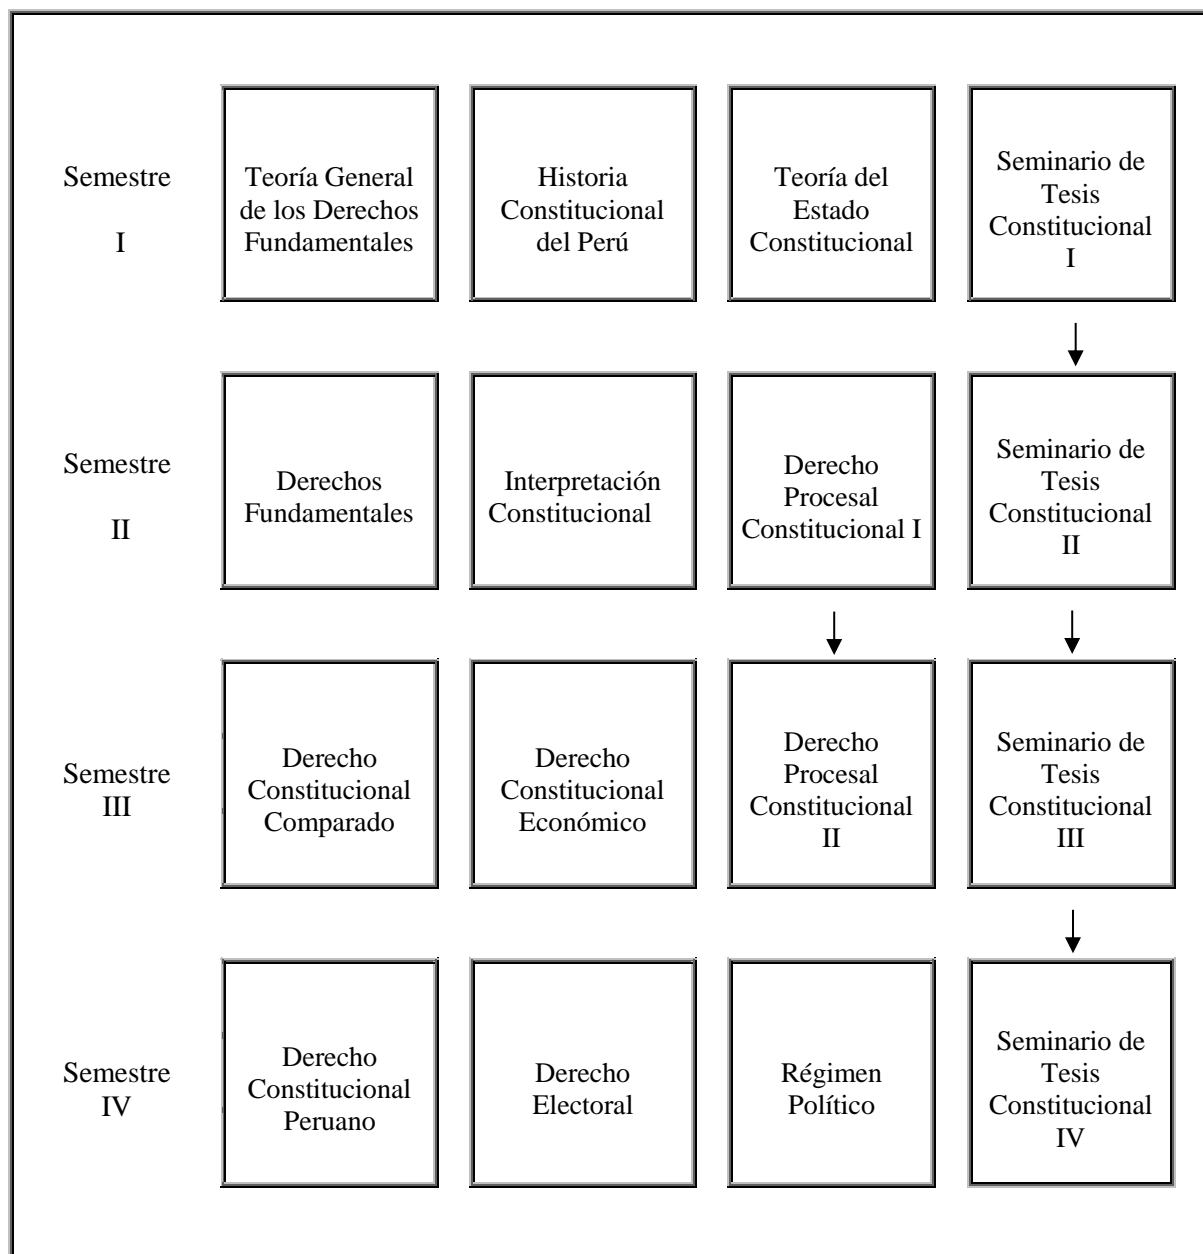 Semestre
I
Teoría General
de los Derechos
Fundamentales
Historia
Constitucional
del Perú
Teoría del
Estado
Constitucional
Seminario de
Tesis
Constitucional
I
Semestre
II
Derechos
Fundamentales
Interpretación
Constitucional
Derecho
Procesal
Constitucional I
Seminario de
Tesis
Constitucional
II
Semestre
III
Derecho
Constitucional
Comparado
Derecho
Constitucional
Económico
Derecho
Procesal
Constitucional
II
Seminario de
Tesis
Constitucional
III
Semestre
IV
Derecho
Constitucional
Peruano
Derecho
Electoral
Régimen
Político
Seminario de
Tesis
Constitucional
IV